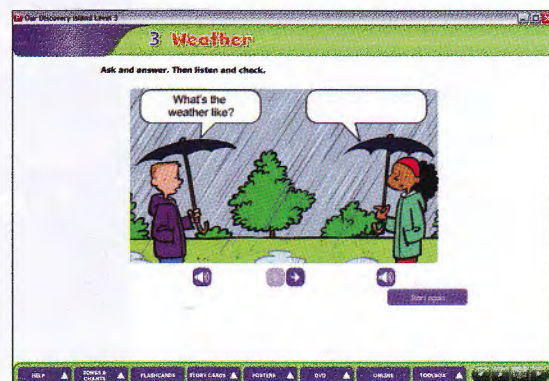 Our Discovery Island Level 3
3 Weather
Ask and answer. Then listen and check.
What's the
weather like?
Start again
HELP
SONGS &
CHANTS
FLASHCARDS
STORY CARDS
POSTERS
DVD
ONLINE
TOOLBOX